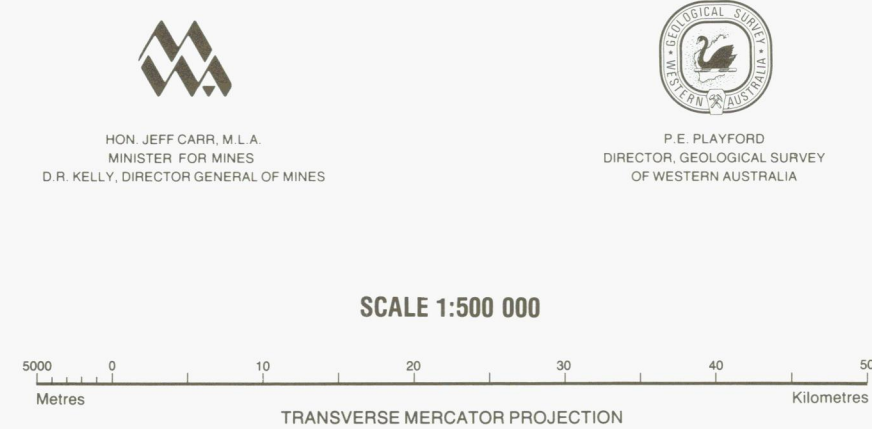 GEOLOGICAL SURVEY
WESTERN AUSTRALIA
HON. JEFF CARR, M.L.A.
MINISTER FOR MINES
D.R. KELLY, DIRECTOR GENERAL OF MINES
P.E. PLAYFORD
DIRECTOR, GEOLOGICAL SURVEY
OF WESTERN AUSTRALIA
SCALE 1:500 000
5000 0 10 20 30 40 50
Metres Kilometres
TRANSVERSE MERCATOR PROJECTION